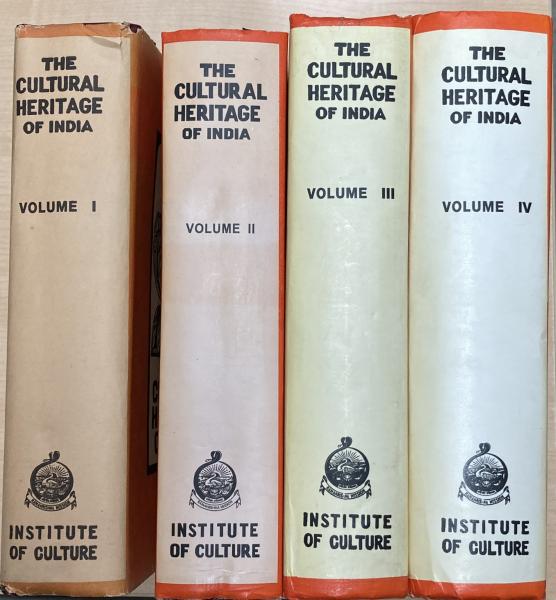 THE
CULTURAL
HERITAGE
OF INDIA
VOLUME I
INSTITUTE
OF CULTURE
THE
CULTURAL
HERITAGE
OF INDIA
VOLUME II
INSTITUTE
OF CULTURE
THE
CULTURAL
HERITAGE
OF INDIA
VOLUME III
INSTITUTE
OF CULTURE
THE
CULTURAL
HERITAGE
OF INDIA
VOLUME IV
INSTITUTE
OF CULTURE